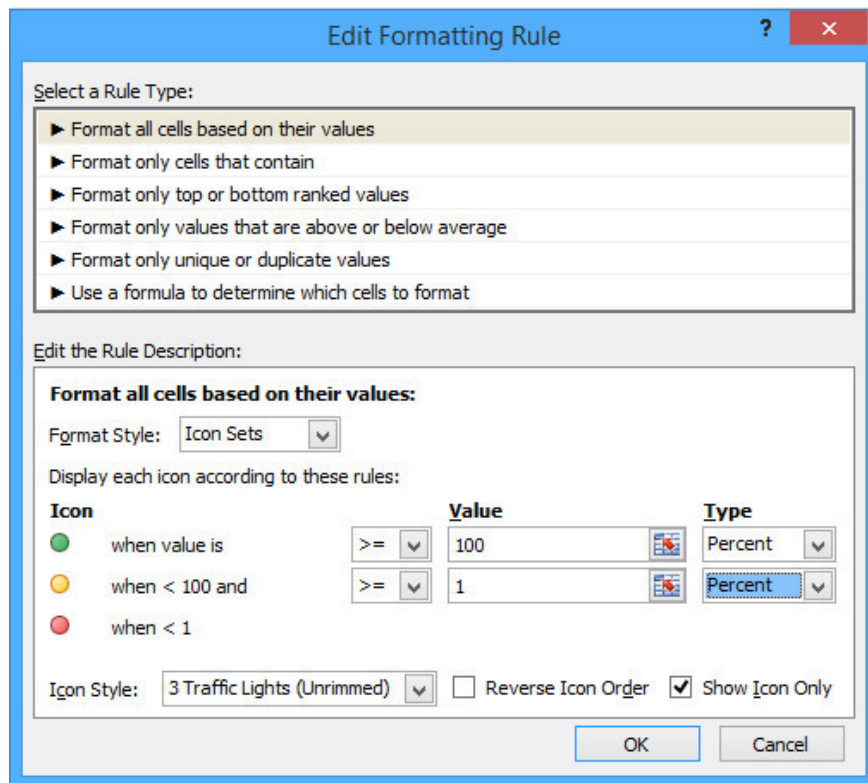 Edit Formatting Rule
?
×
Select a Rule Type:
► Format all cells based on their values
► Format only cells that contain
► Format only top or bottom ranked values
► Format only values that are above or below average
► Format only unique or duplicate values
► Use a formula to determine which cells to format
Edit the Rule Description:
Format all cells based on their values:
Format Style: Icon Sets
Display each icon according to these rules:
Icon Value Type
when value is >= 100 Percent
when < 100 and >= 1 Percent
when < 1
Icon Style: 3 Traffic Lights (Unrimmed) Reverse Icon Order Show Icon Only
OK Cancel